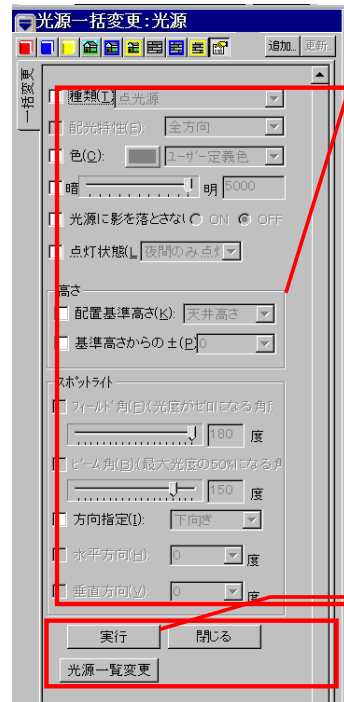 光源一括変更:光源
追加... 更新
一括変更
種類(T) 点光源
配光特性(E): 全方向
色(C): ユーザー定義色
暗 明 5000
光源に影を落とさない ON OFF
点灯状態(L 夜間のみ点灯
高さ
配置基準高さ(K): 天井高さ
基準高さからの±(P) 0
スポットライト
フィールド角(F)(光度がゼロになる角度
180 度
ビーム角(B)(最大光度の50%になる角
150 度
方向指定(I): 下向き
水平方向(H): 0 度
垂直方向(V): 0 度
実行 閉じる
光源一覧変更